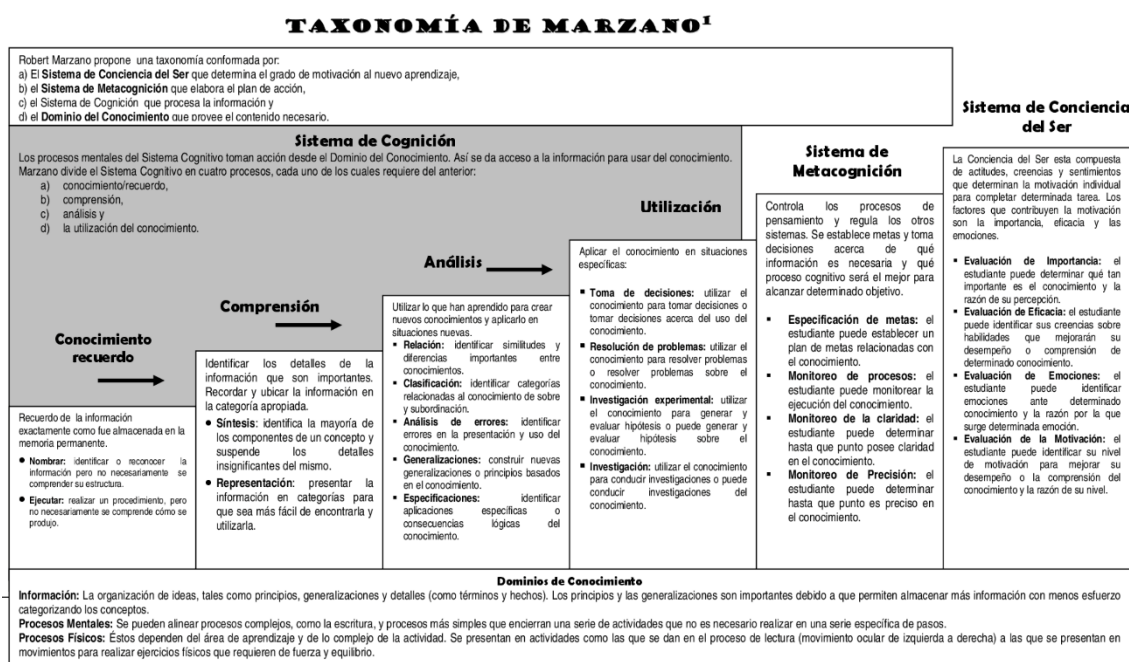 TAXONOMÍA DE MARZANO¹
Robert Marzano propone una taxonomía conformada por:
a) El Sistema de Conciencia del Ser que determina el grado de motivación al nuevo aprendizaje,
b) el Sistema de Metacognición que elabora el plan de acción,
c) el Sistema de Cognición que procesa la información y
d) el Dominio del Conocimiento que provee el contenido necesario.
Sistema de Cognición
Los procesos mentales del Sistema Cognitivo toman acción desde el Dominio del Conocimiento. Así se da acceso a la información para usar del conocimiento.
Marzano divide el Sistema Cognitivo en cuatro procesos, cada uno de los cuales requiere del anterior:
a) conocimiento/recuerdo,
b) comprensión,
c) análisis y
d) la utilización del conocimiento.
Conocimiento
recuerdo
Recuerdo de la información
exactamente como fue almacenada en la
memoria permanente.
● Nombrar: identificar o reconocer la
información pero no necesariamente se
comprender su estructura.
● Ejecutar: realizar un procedimiento, pero
no necesariamente se comprende cómo se
produjo.
Comprensión
Identificar los detalles de la
información que son importantes.
Recordar y ubicar la información en
la categoría apropiada.
● Síntesis: identifica la mayoría de
los componentes de un concepto y
suspende los detalles
insignificantes del mismo.
● Representación: presentar la
información en categorías para
que sea más fácil de encontrarla y
utilizarla.
Análisis
Utilizar lo que han aprendido para crear
nuevos conocimientos y aplicarlo en
situaciones nuevas.
▪ Relación: identificar similitudes y
diferencias importantes entre
conocimientos.
▪ Clasificación: identificar categorías
relacionadas al conocimiento de sobre y
subordinación.
▪ Análisis de errores: identificar
errores en la presentación y uso del
conocimiento.
▪ Generalizaciones: construir nuevas
generalizaciones o principios basados
en el conocimiento.
▪ Especificaciones: identificar
aplicaciones específicas o
consecuencias lógicas del
conocimiento.
Utilización
Aplicar el conocimiento en situaciones
específicas:
▪ Toma de decisiones: utilizar el
conocimiento para tomar decisiones o
tomar decisiones acerca del uso del
conocimiento.
▪ Resolución de problemas: utilizar el
conocimiento para resolver problemas
o resolver problemas sobre el
conocimiento.
▪ Investigación experimental: utilizar
el conocimiento para generar y
evaluar hipótesis o puede generar y
evaluar hipótesis sobre el
conocimiento.
▪ Investigación: utilizar el conocimiento
para conducir investigaciones o puede
conducir investigaciones del
conocimiento.
Sistema de
Metacognición
Controla los procesos de
pensamiento y regula los otros
sistemas. Se establece metas y toma
decisiones acerca de qué
información es necesaria y qué
proceso cognitivo será el mejor para
alcanzar determinado objetivo.
▪ Especificación de metas: el
estudiante puede establecer un
plan de metas relacionadas con
el conocimiento.
▪ Monitoreo de procesos: el
estudiante puede monitorear la
ejecución del conocimiento.
▪ Monitoreo de la claridad: el
estudiante puede determinar
hasta que punto posee claridad
en el conocimiento.
▪ Monitoreo de Precisión: el
estudiante puede determinar
hasta que punto es preciso en
el conocimiento.
Sistema de Conciencia
del Ser
La Conciencia del Ser esta compuesta
de actitudes, creencias y sentimientos
que determinan la motivación individual
para completar determinada tarea. Los
factores que contribuyen la motivación
son la importancia, eficacia y las
emociones.
▪ Evaluación de Importancia: el
estudiante puede determinar qué tan
importante es el conocimiento y la
razón de su percepción.
▪ Evaluación de Eficacia: el estudiante
puede identificar sus creencias sobre
habilidades que mejorarán su
desempeño o comprensión de
determinado conocimiento.
▪ Evaluación de Emociones: el
estudiante puede identificar
emociones ante determinado
conocimiento y la razón por la que
surge determinada emoción.
▪ Evaluación de la Motivación: el
estudiante puede identificar su nivel
de motivación para mejorar su
desempeño o la comprensión del
conocimiento y la razón de su nivel.
Dominios de Conocimiento
Información: La organización de ideas, tales como principios, generalizaciones y detalles (como términos y hechos). Los principios y las generalizaciones son importantes debido a que permiten almacenar más información con menos esfuerzo
categorizando los conceptos.
Procesos Mentales: Se pueden alinear procesos complejos, como la escritura, y procesos más simples que encierran una serie de actividades que no es necesario realizar en una serie específica de pasos.
Procesos Físicos: Éstos dependen del área de aprendizaje y de lo complejo de la actividad. Se presentan en actividades como las que se dan en el proceso de lectura (movimiento ocular de izquierda a derecha) a las que se presentan en
movimientos para realizar ejercicios físicos que requieren de fuerza y equilibrio.